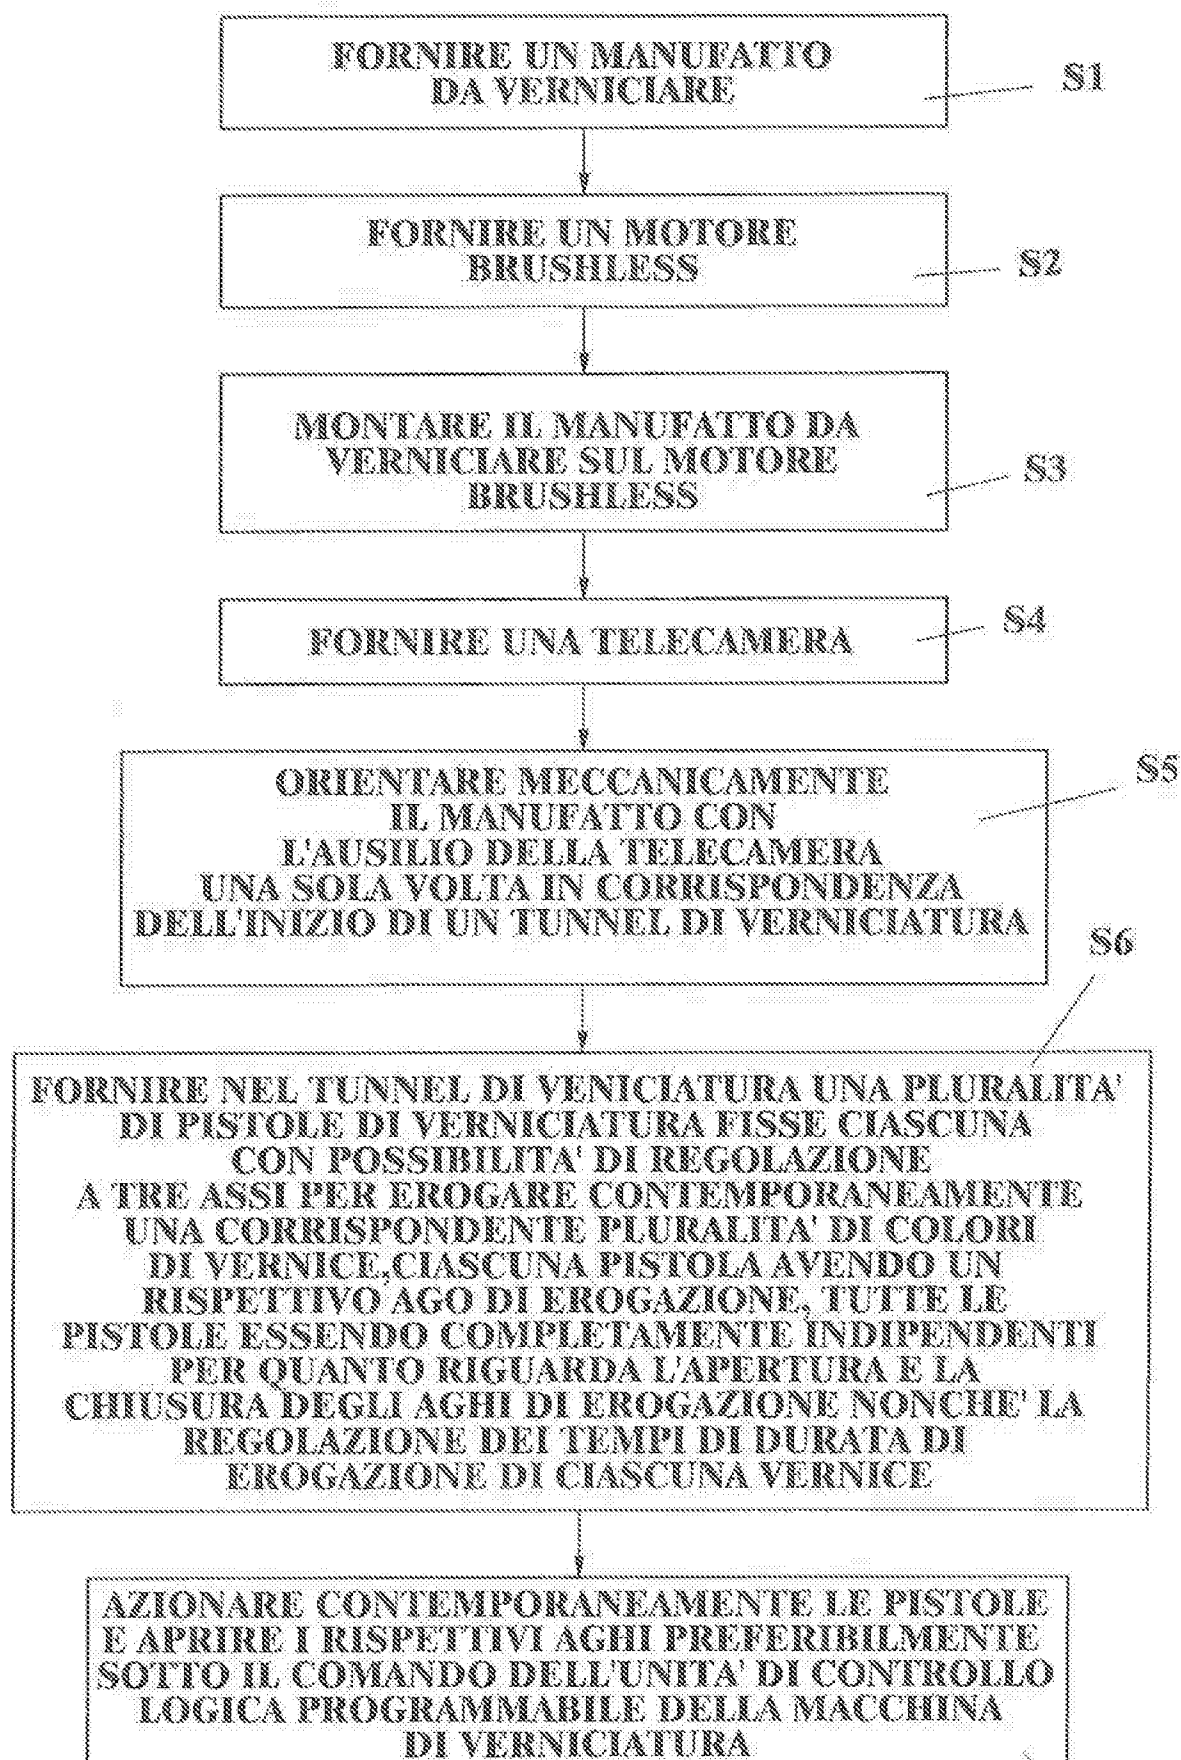 FORNIRE UN MANUFATTO
DA VERNICIARE
S1
FORNIRE UN MOTORE
BRUSHLESS
S2
MONTARE IL MANUFATTO DA
VERNICIARE SUL MOTORE
BRUSHLESS
S3
FORNIRE UNA TELECAMERA
S4
ORIENTARE MECCANICAMENTE
IL MANUFATTO CON
L'AUSILIO DELLA TELECAMERA
UNA SOLA VOLTA IN CORRISPONDENZA
DELL'INIZIO DI UN TUNNEL DI VERNICIATURA
S5
S6
FORNIRE NEL TUNNEL DI VENICIATURA UNA PLURALITA'
DI PISTOLE DI VERNICIATURA FISSE CIASCUNA
CON POSSIBILITA' DI REGOLAZIONE
A TRE ASSI PER EROGARE CONTEMPORANEAMENTE
UNA CORRISPONDENTE PLURALITA' DI COLORI
DI VERNICE,CIASCUNA PISTOLA AVENDO UN
RISPETTIVO AGO DI EROGAZIONE, TUTTE LE
PISTOLE ESSENDO COMPLETAMENTE INDIPENDENTI
PER QUANTO RIGUARDA L'APERTURA E LA
CHIUSURA DEGLI AGHI DI EROGAZIONE NONCHE' LA
REGOLAZIONE DEI TEMPI DI DURATA DI
EROGAZIONE DI CIASCUNA VERNICE
AZIONARE CONTEMPORANEAMENTE LE PISTOLE
E APRIRE I RISPETTIVI AGHI PREFERIBILMENTE
SOTTO IL COMANDO DELL'UNITA' DI CONTROLLO
LOGICA PROGRAMMABILE DELLA MACCHINA
DI VERNICIATURA